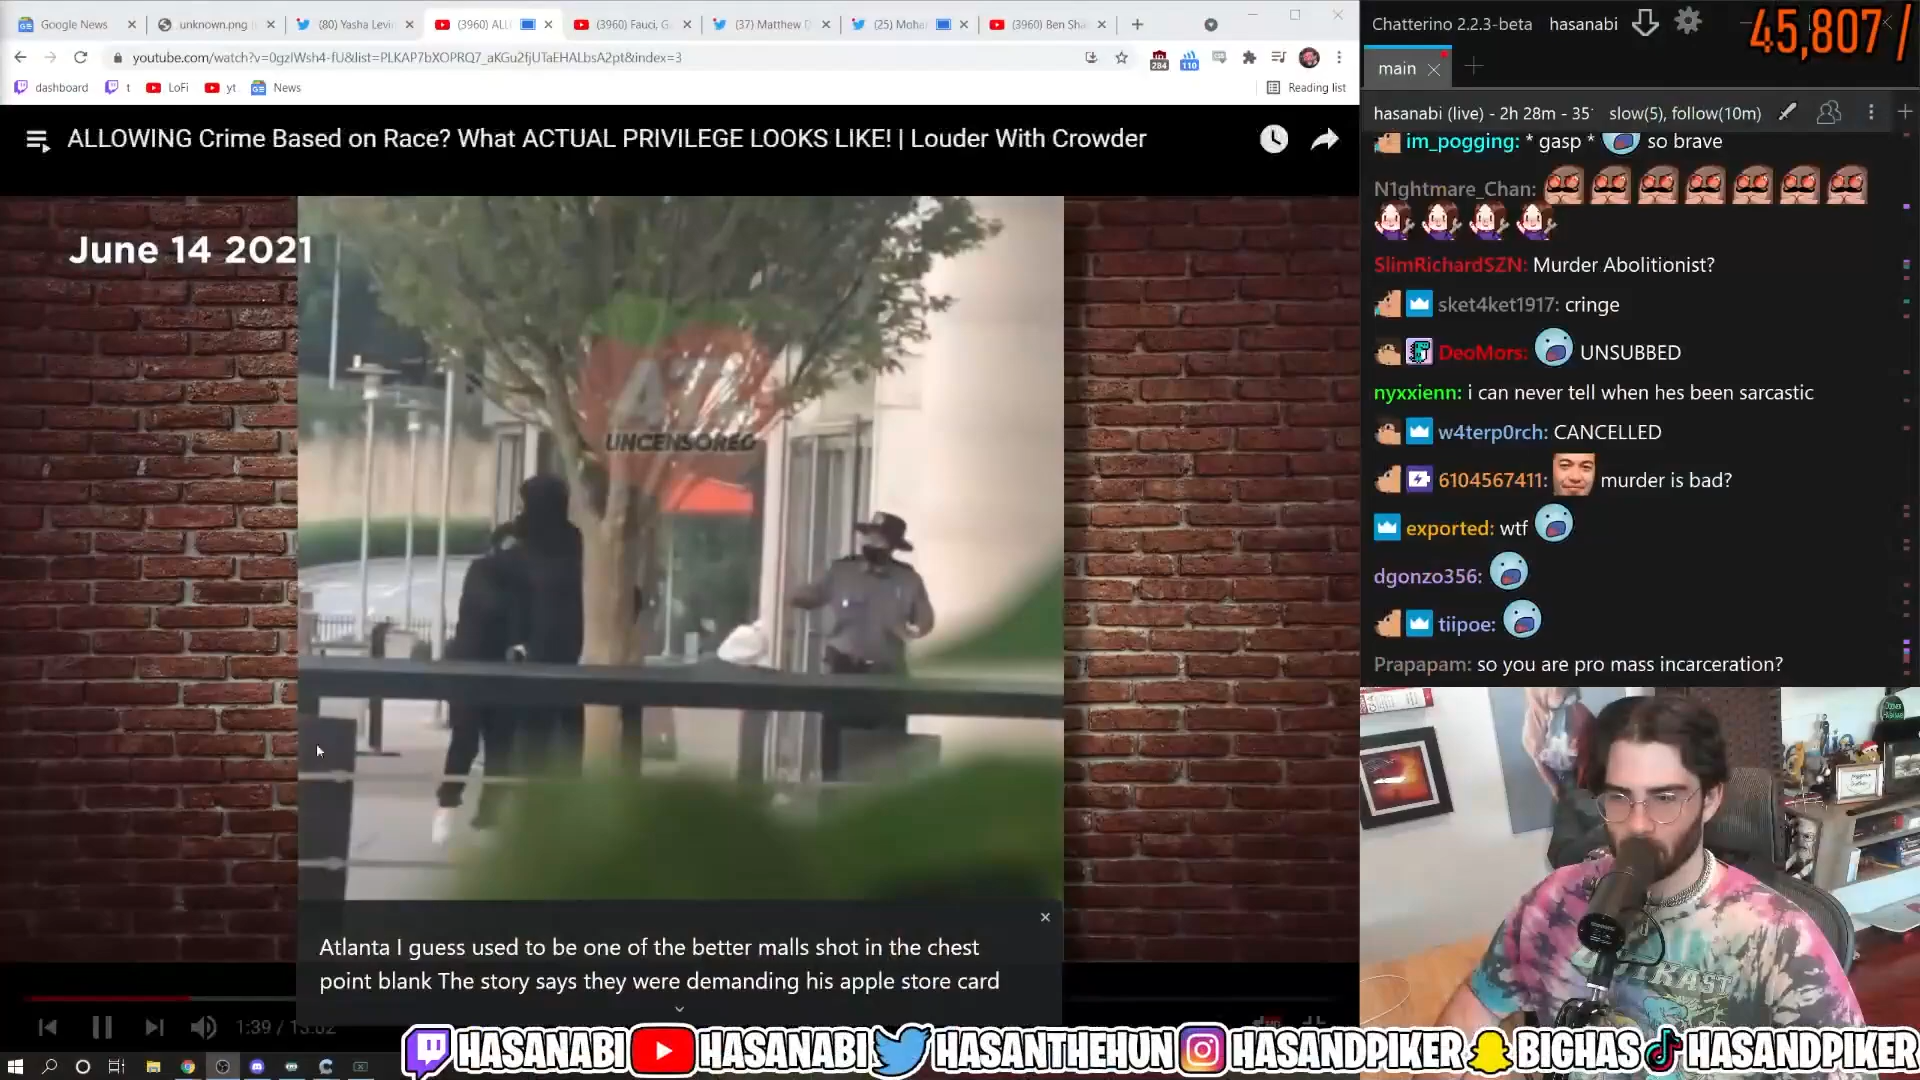 Google News
unknown.png
(80) Yasha Levin
(3960) ALL
(3960) Fauci, G
(37) Matthew D
(25) Moha
(3960) Ben Sha
youtube.com/watch?v=0gzIWsh4-fU&list=PLKAP7bXOPRQ7_aKGu2fjUTaEHALbsA2pt&index=3
284
110
dashboard
t
LoFi
yt
News
Reading list
ALLOWING Crime Based on Race? What ACTUAL PRIVILEGE LOOKS LIKE! | Louder With Crowder
June 14 2021
ATL
UNCENSORED
Atlanta I guess used to be one of the better malls shot in the chest
point blank The story says they were demanding his apple store card
1:39 / 13:02
Chatterino 2.2.3-beta
hasanabi
45,807 /
main
hasanabi (live) - 2h 28m - 35
slow(5), follow(10m)
im_pogging: * gasp * so brave
N1ghtmare_Chan:
SlimRichardSZN: Murder Abolitionist?
sket4ket1917: cringe
DeoMors: UNSUBBED
nyxxienn: i can never tell when hes been sarcastic
w4terp0rch: CANCELLED
6104567411: murder is bad?
exported: wtf
dgonzo356:
tiipoe:
Prapapam: so you are pro mass incarceration?
OUTKAST
HASANABI
HASANABI
HASANTHEHUN
HASANDPIKER
BIGHAS
HASANDPIKER